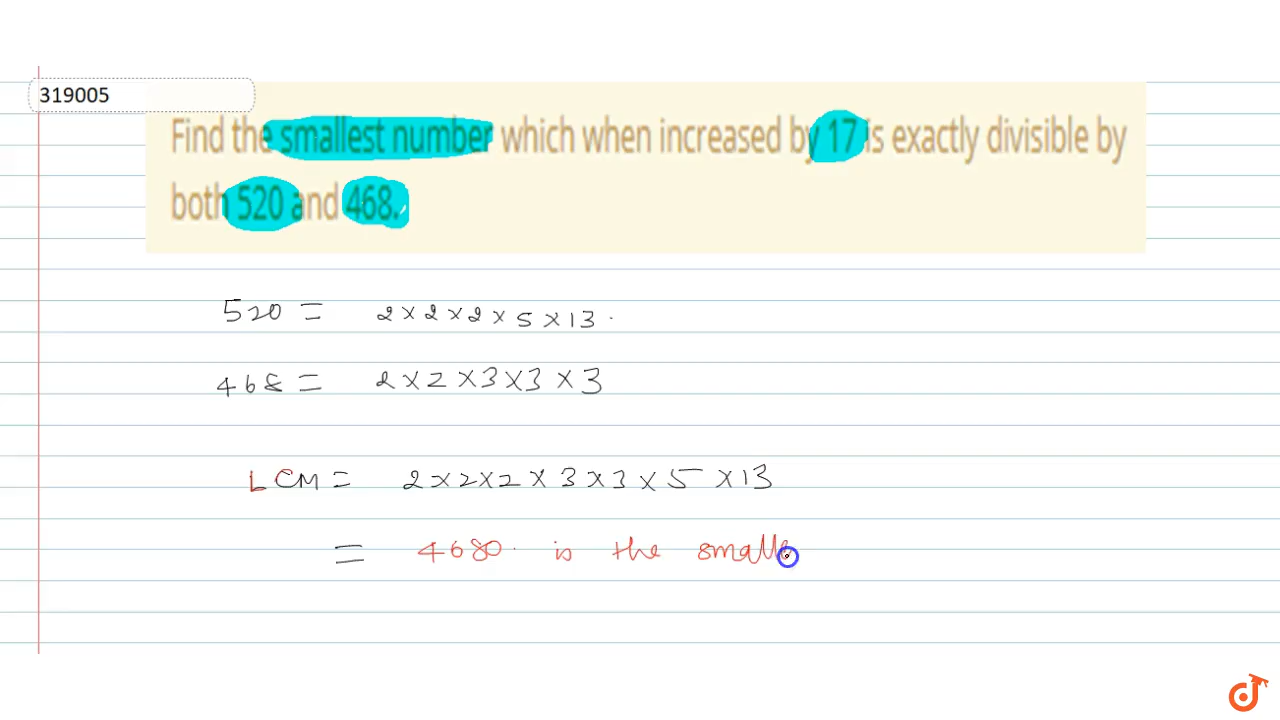 319005
Find the smallest number which when increased by 17 is exactly divisible by
both 520 and 468.
520 = 2×2×2×5×13.
468 = 2×2×3×3×3
LCM = 2×2×2×3×3×5×13
= 4680. is the smalle